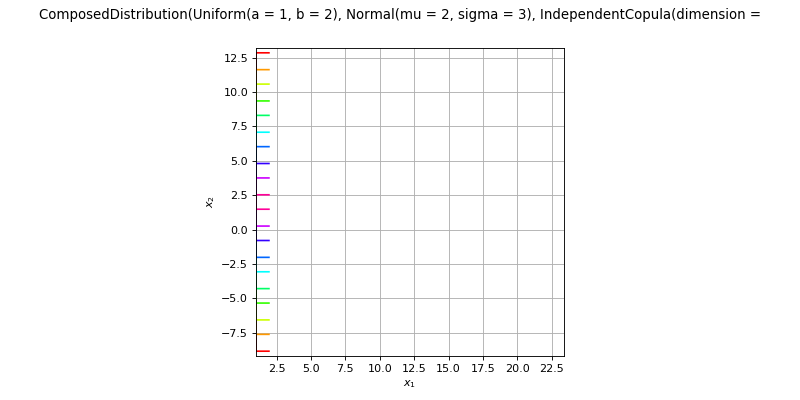 ComposedDistribution(Uniform(a = 1, b = 2), Normal(mu = 2, sigma = 3), IndependentCopula(dimension =
12.5
10.0
7.5
5.0
2.5
0.0
−2.5
−5.0
−7.5
x₂
2.5 5.0 7.5 10.0 12.5 15.0 17.5 20.0 22.5
x₁